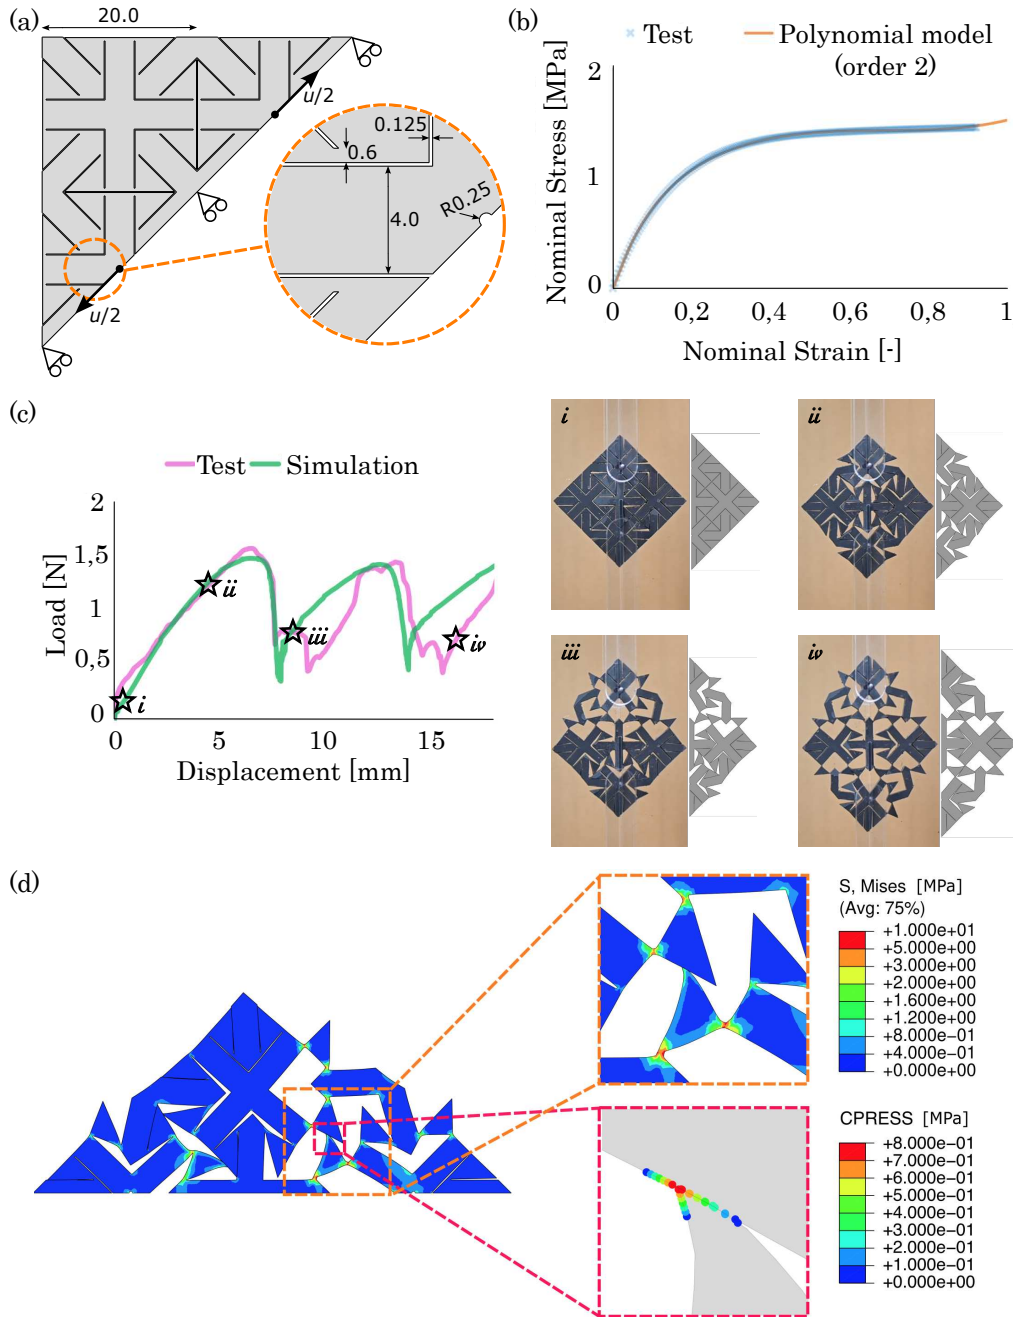 (a)
20.0
u/2
0.125
0.6
R0.25
4.0
u/2
(b)
Test
Polynomial model
(order 2)
Nominal Stress [MPa]
2
1
0
0
0,2
0,4
0,6
0,8
1
Nominal Strain [-]
(c)
Test
Simulation
Load [N]
2
1,5
1
0,5
0
i
ii
iii
iv
0
5
10
15
Displacement [mm]
i
ii
iii
iv
(d)
S, Mises [MPa]
(Avg: 75%)
+1.000e+01
+5.000e+00
+3.000e+00
+2.000e+00
+1.600e+00
+1.200e+00
+8.000e-01
+4.000e-01
+0.000e+00
CPRESS [MPa]
+8.000e-01
+7.000e-01
+6.000e-01
+5.000e-01
+4.000e-01
+3.000e-01
+2.000e-01
+1.000e-01
+0.000e+00